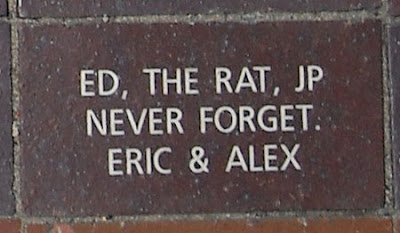 ED, THE RAT, JP
NEVER FORGET.
ERIC & ALEX